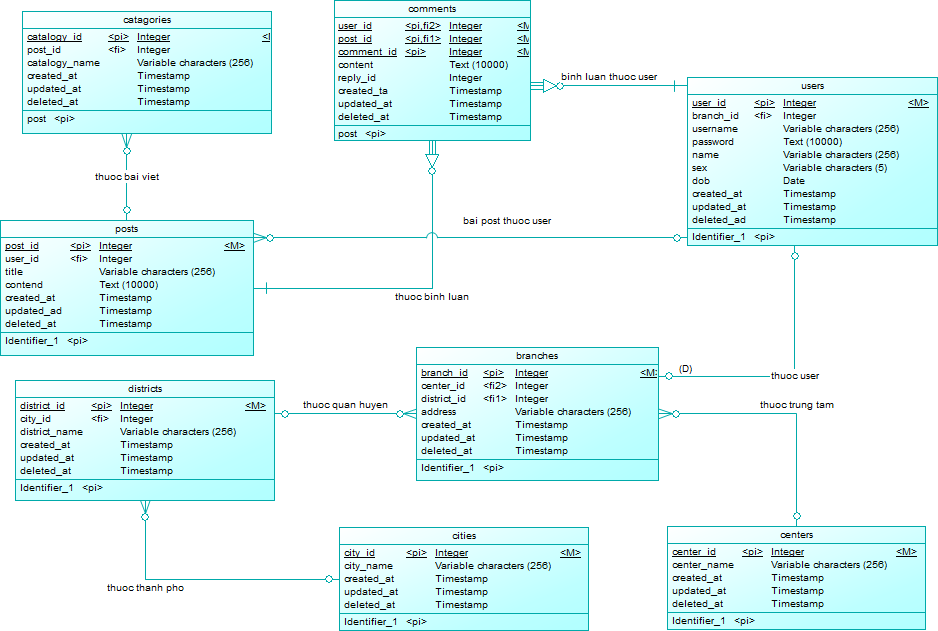 catagories
catalogy_id <pi> Integer <I
post_id <fi> Integer
catalogy_name Variable characters (256)
created_at Timestamp
updated_at Timestamp
deleted_at Timestamp
post <pi>
comments
user_id <pi,fi2> Integer <M
post_id <pi,fi1> Integer <M
comment_id <pi> Integer <M
content Text (10000)
reply_id Integer
created_ta Timestamp
updated_at Timestamp
deleted_at Timestamp
post <pi>
binh luan thuoc user
users
user_id <pi> Integer <M>
branch_id <fi> Integer
username Variable characters (256)
password Text (10000)
name Variable characters (256)
sex Variable characters (5)
dob Date
created_at Timestamp
updated_at Timestamp
deleted_ad Timestamp
Identifier_1 <pi>
thuoc bai viet
bai post thuoc user
posts
post_id <pi> Integer <M>
user_id <fi> Integer
title Variable characters (256)
contend Text (10000)
created_at Timestamp
updated_ad Timestamp
deleted_at Timestamp
Identifier_1 <pi>
thuoc binh luan
branches
branch_id <pi> Integer <M>
center_id <fi2> Integer
district_id <fi1> Integer
address Variable characters (256)
created_at Timestamp
updated_at Timestamp
deleted_at Timestamp
Identifier_1 <pi>
(D)
thuoc user
thuoc trung tam
thuoc quan huyen
districts
district_id <pi> Integer <M>
city_id <fi> Integer
district_name Variable characters (256)
created_at Timestamp
updated_at Timestamp
deleted_at Timestamp
Identifier_1 <pi>
thuoc thanh pho
cities
city_id <pi> Integer <M>
city_name Variable characters (256)
created_at Timestamp
updated_at Timestamp
deleted_at Timestamp
Identifier_1 <pi>
centers
center_id <pi> Integer <M>
center_name Variable characters (256)
created_at Timestamp
updated_at Timestamp
deleted_at Timestamp
Identifier_1 <pi>